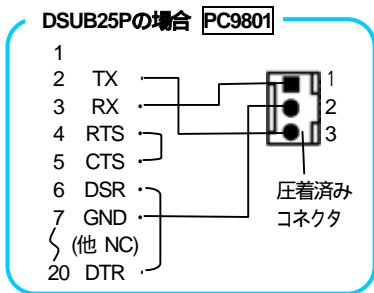 DSUB25Pの場合 PC9801
1
2 TX
3 RX
4 RTS
5 CTS
6 DSR
7 GND
(他 NC)
20 DTR
1
2
3
圧着済み
コネクタ